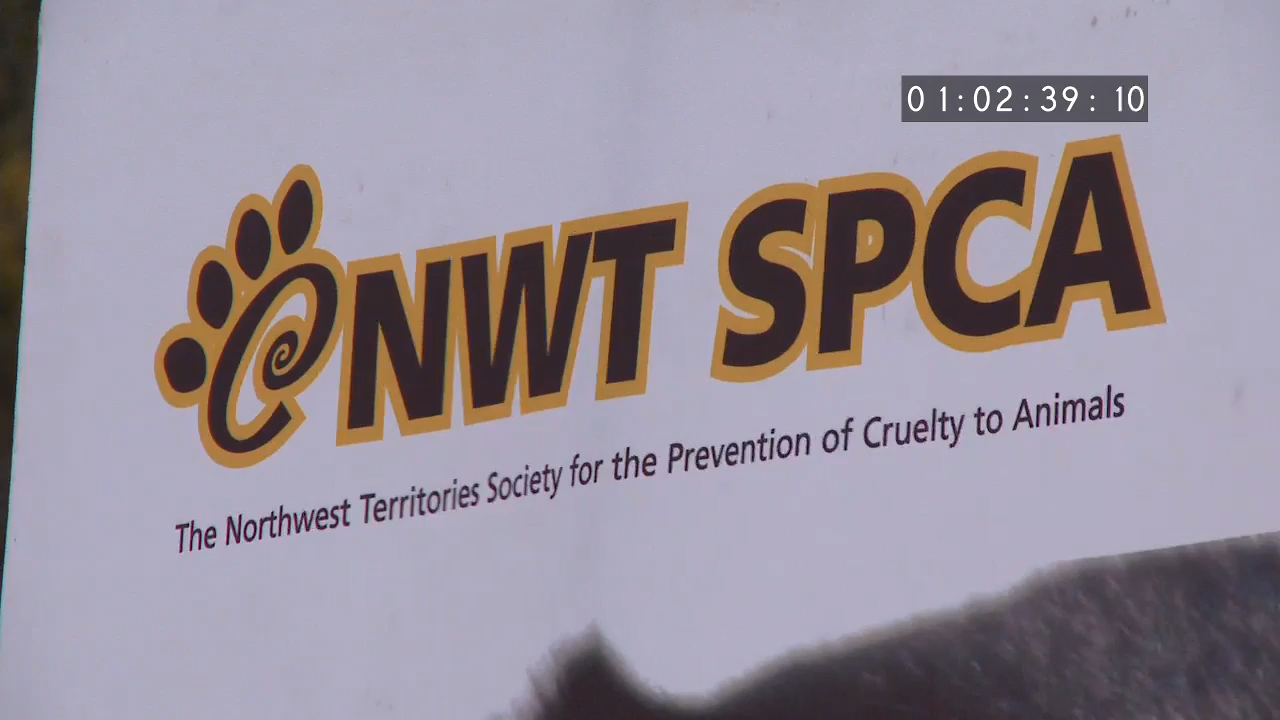 01:02:39:10
NWT SPCA
The Northwest Territories Society for the Prevention of Cruelty to Animals